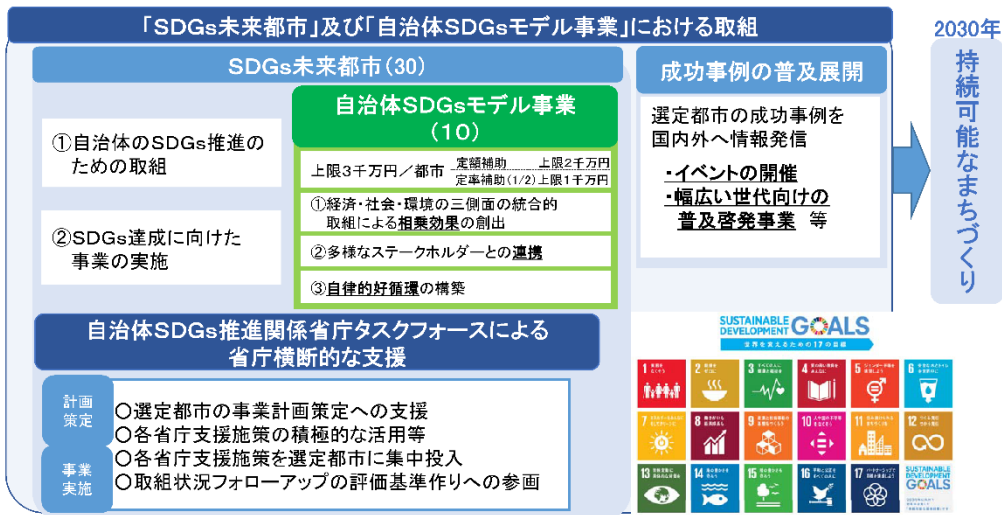 「SDGs未来都市」及び「自治体SDGsモデル事業」における取組
SDGs未来都市(30)
①自治体のSDGs推進の
ための取組
②SDGs達成に向けた
事業の実施
自治体SDGsモデル事業
(10)
上限3千万円/都市
定額補助 上限2千万円
定率補助(1/2)上限1千万円
①経済・社会・環境の三側面の統合的
取組による相乗効果の創出
②多様なステークホルダーとの連携
③自律的好循環の構築
成功事例の普及展開
選定都市の成功事例を
国内外へ情報発信
・イベントの開催
・幅広い世代向けの
普及啓発事業 等
2030年
持続可能なまちづくり
自治体SDGs推進関係省庁タスクフォースによる
省庁横断的な支援
計画
策定
○選定都市の事業計画策定への支援
○各省庁支援施策の積極的な活用等
事業
実施
○各省庁支援施策を選定都市に集中投入
○取組状況フォローアップの評価基準作りへの参画
SUSTAINABLE
DEVELOPMENT GOALS
世界を変えるための17の目標
1
2
3
4
5
6
7
8
9
10
11
12
13
14
15
16
17
SUSTAINABLE
DEVELOPMENT
GOALS